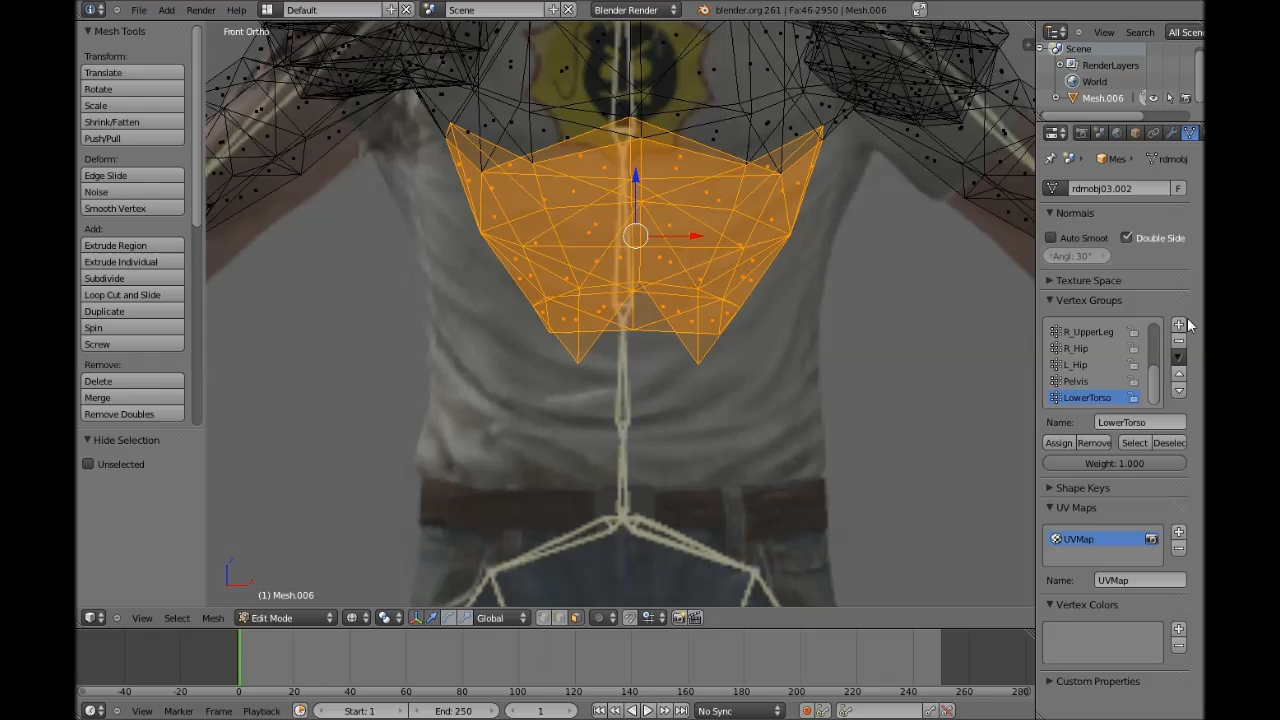 File Add Render Help Default Scene Blender Render blender.org 261 | Fa:46-2950 | Mesh.006 View Search All Scene
Mesh Tools
Front Ortho
Transform:
Translate
Rotate
Scale
Shrink/Fatten
Push/Pull
Deform:
Edge Slide
Noise
Smooth Vertex
Add:
Extrude Region
Extrude Individual
Subdivide
Loop Cut and Slide
Duplicate
Spin
Screw
Remove:
Delete
Merge
Remove Doubles
Hide Selection
Unselected
Scene
RenderLayers
World
Mesh.006
Mes rdmobj
rdmobj03.002 F
Normals
Auto Smoot Double Side
Angl: 30°
Texture Space
Vertex Groups
R_UpperLeg
R_Hip
L_Hip
Pelvis
LowerTorso
Name: LowerTorso
Assign Remove Select Deselec
Weight: 1.000
Shape Keys
UV Maps
UVMap
Name: UVMap
Vertex Colors
Custom Properties
z
x
(1) Mesh.006
View Select Mesh Edit Mode Global
-40 -20 0 20 40 60 80 100 120 140 160 180 200 220 240 260 280
View Marker Frame Playback Start: 1 End: 250 1 No Sync